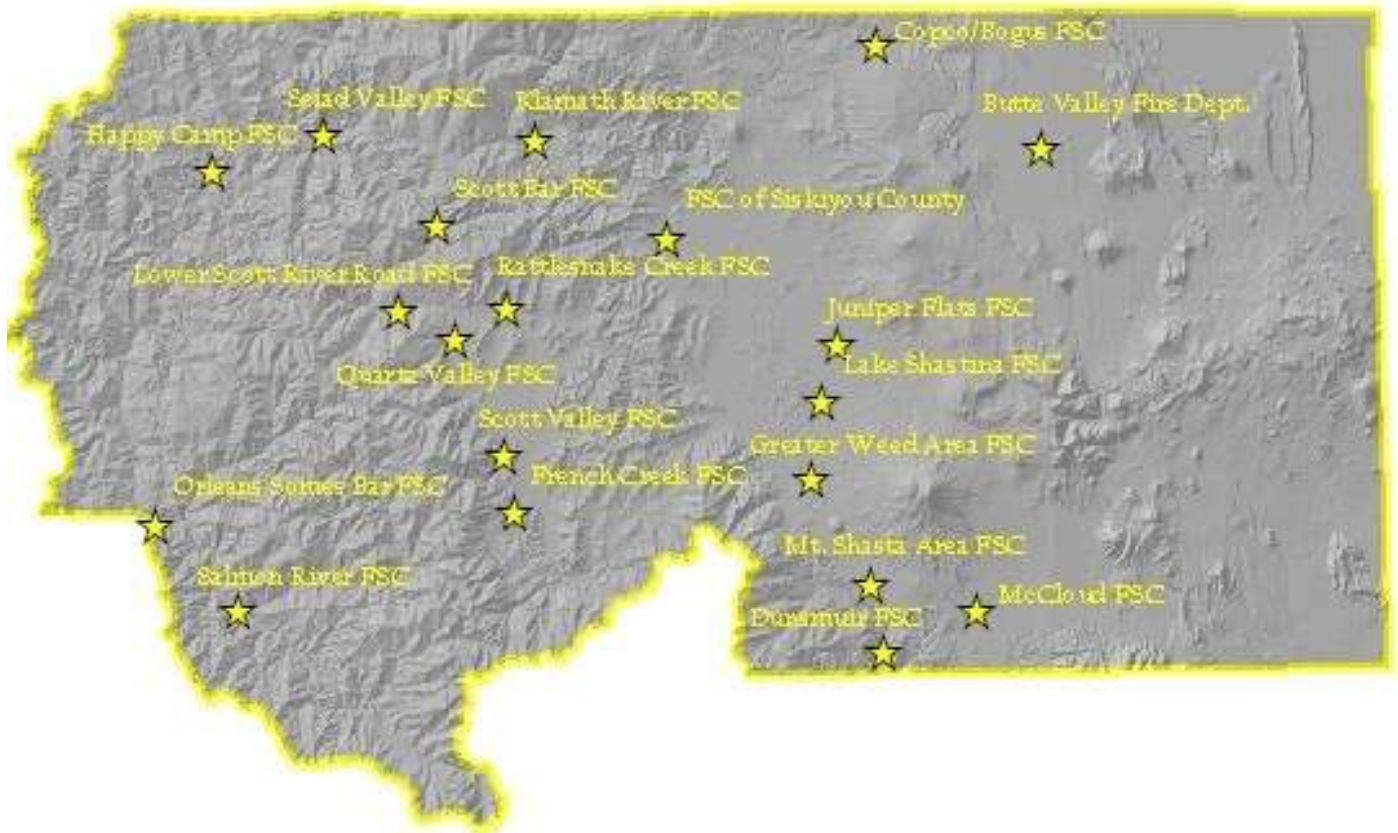 Copco/Bogus FSC
Seiad Valley FSC
Klamath River FSC
Butte Valley Fire Dept.
Happy Camp FSC
Scott Bar FSC
FSC of Siskiyou County
Lower Scott River Road FSC
Rattlesnake Creek FSC
Juniper Flats FSC
Lake Shastina FSC
Quartz Valley FSC
Scott Valley FSC
Greater Weed Area FSC
Orleans Somes Bar FSC
French Creek FSC
Mt. Shasta Area FSC
Salmon River FSC
McCloud FSC
Dunsmuir FSC